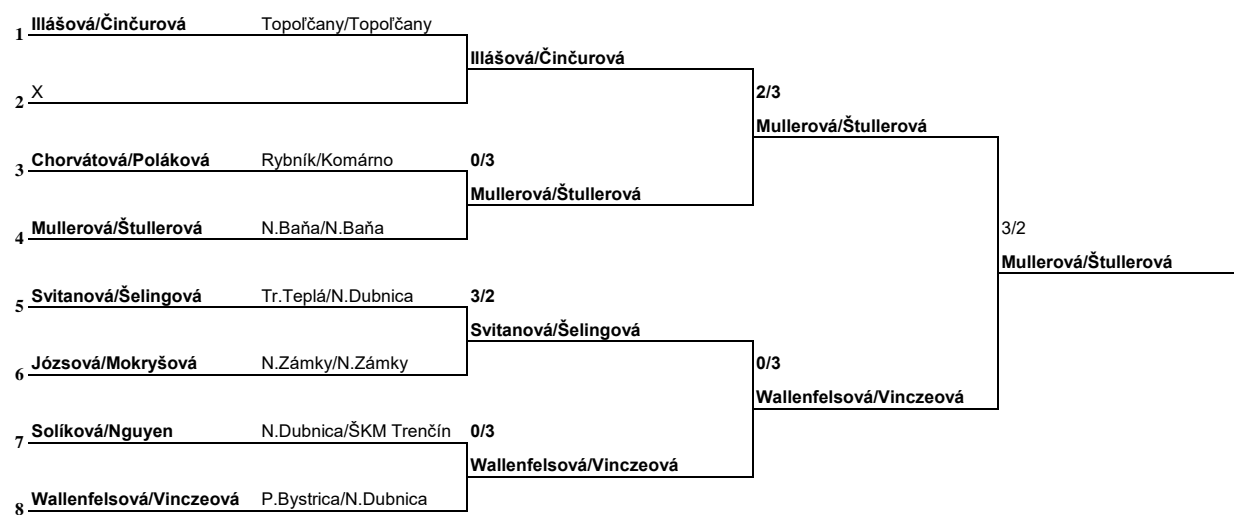 1 Illášová/Činčurová Topoľčany/Topoľčany
Illášová/Činčurová
2 X
2/3
Mullerová/Štullerová
3 Chorvátová/Poláková Rybník/Komárno 0/3
Mullerová/Štullerová
4 Mullerová/Štullerová N.Baňa/N.Baňa
3/2
Mullerová/Štullerová
5 Svitanová/Šelingová Tr.Teplá/N.Dubnica 3/2
Svitanová/Šelingová
6 Józsová/Mokryšová N.Zámky/N.Zámky
0/3
Wallenfelsová/Vinczeová
7 Solíková/Nguyen N.Dubnica/ŠKM Trenčín 0/3
Wallenfelsová/Vinczeová
8 Wallenfelsová/Vinczeová P.Bystrica/N.Dubnica